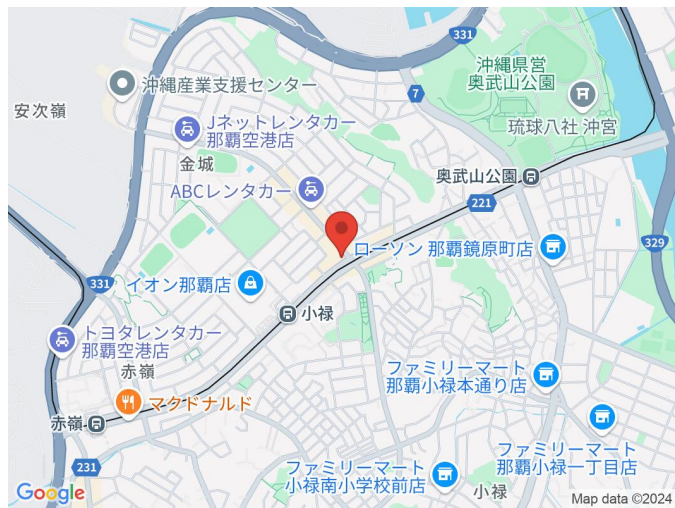 331
沖縄県営
奥武山公園
沖縄産業支援センター
7
安次嶺
琉球八社 沖宮
Jネットレンタカー
那覇空港店
金城
奥武山公園
ABCレンタカー
221
ローソン 那覇鏡原町店
329
331
イオン那覇店
小禄
トヨタレンタカー
那覇空港店
赤嶺
ファミリーマート
那覇小禄本通り店
マクドナルド
赤嶺
ファミリーマート
那覇小禄一丁目店
231
ファミリーマート
小禄南小学校前店
小禄
Google
Map data ©2024